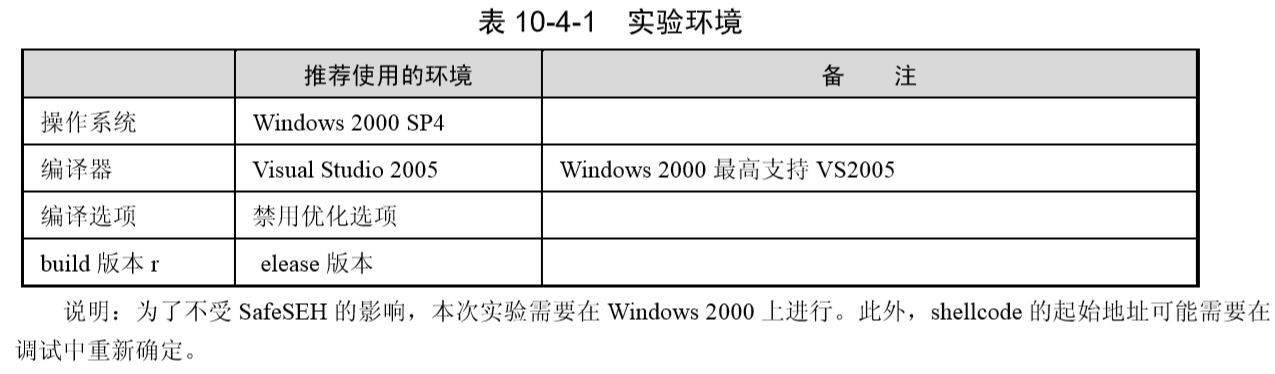 表 10-4-1 实验环境
推荐使用的环境 备 注
操作系统 Windows 2000 SP4
编译器 Visual Studio 2005 Windows 2000 最高支持 VS2005
编译选项 禁用优化选项
build 版本 r elease 版本
说明：为了不受 SafeSEH 的影响，本次实验需要在 Windows 2000 上进行。此外，shellcode 的起始地址可能需要在
调试中重新确定。